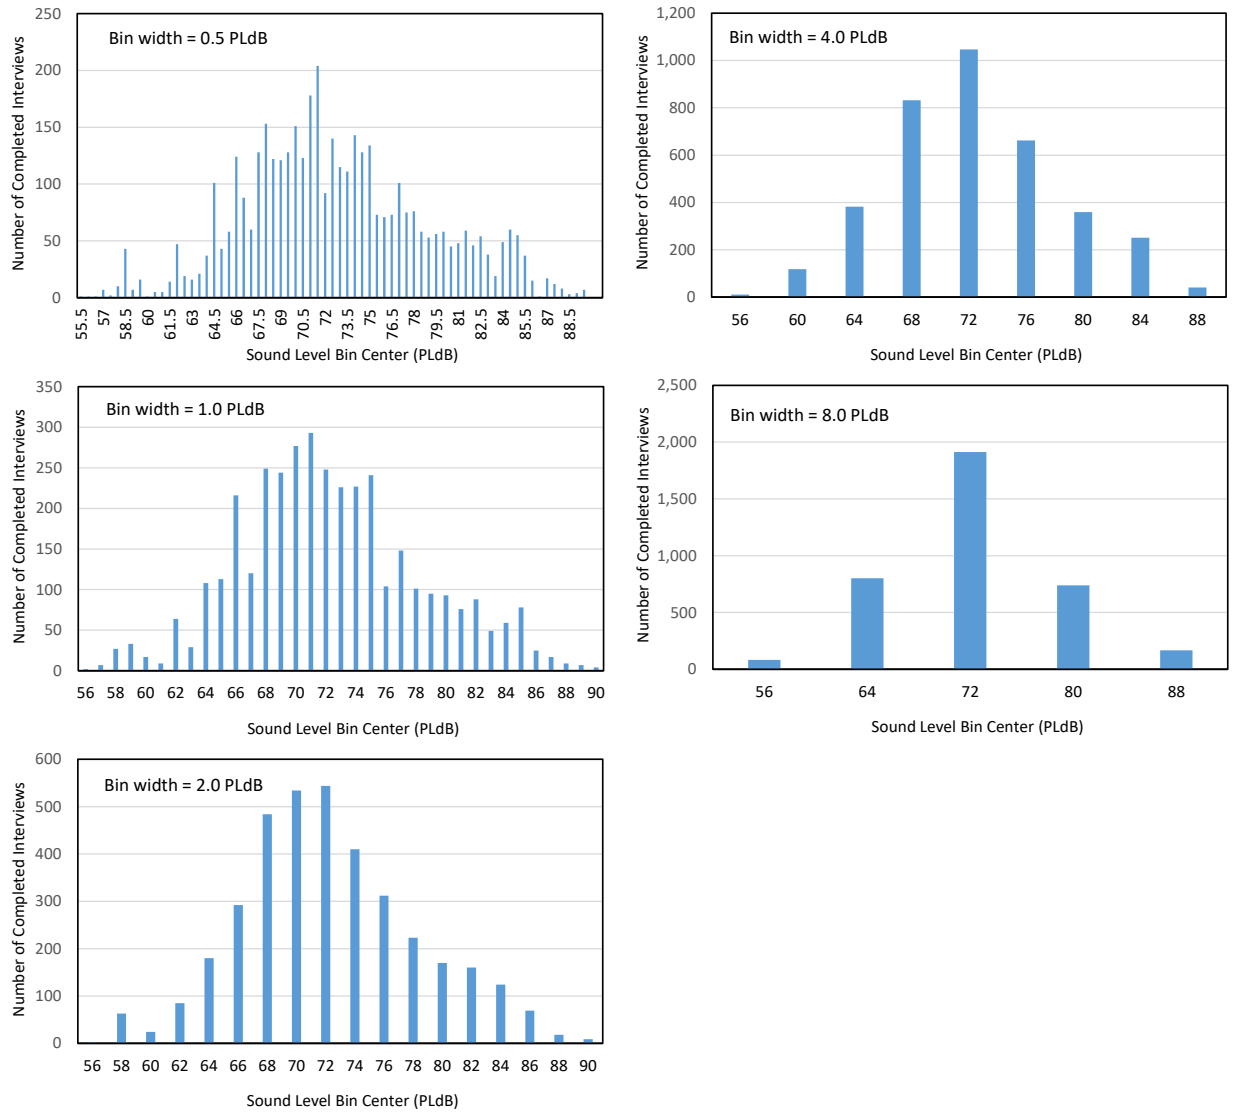 Bin width = 0.5 PLdB
Number of Completed Interviews
250
200
150
100
50
0
55.5 57 58.5 60 61.5 63 64.5 66 67.5 69 70.5 72 73.5 75 76.5 78 79.5 81 82.5 84 85.5 87 88.5
Sound Level Bin Center (PLdB)
Bin width = 1.0 PLdB
Number of Completed Interviews
350
300
250
200
150
100
50
0
56 58 60 62 64 66 68 70 72 74 76 78 80 82 84 86 88 90
Sound Level Bin Center (PLdB)
Bin width = 2.0 PLdB
Number of Completed Interviews
600
500
400
300
200
100
0
56 58 60 62 64 66 68 70 72 74 76 78 80 82 84 86 88 90
Sound Level Bin Center (PLdB)
Bin width = 4.0 PLdB
Number of Completed Interviews
1,200
1,000
800
600
400
200
0
56 60 64 68 72 76 80 84 88
Sound Level Bin Center (PLdB)
Bin width = 8.0 PLdB
Number of Completed Interviews
2,500
2,000
1,500
1,000
500
0
56 64 72 80 88
Sound Level Bin Center (PLdB)